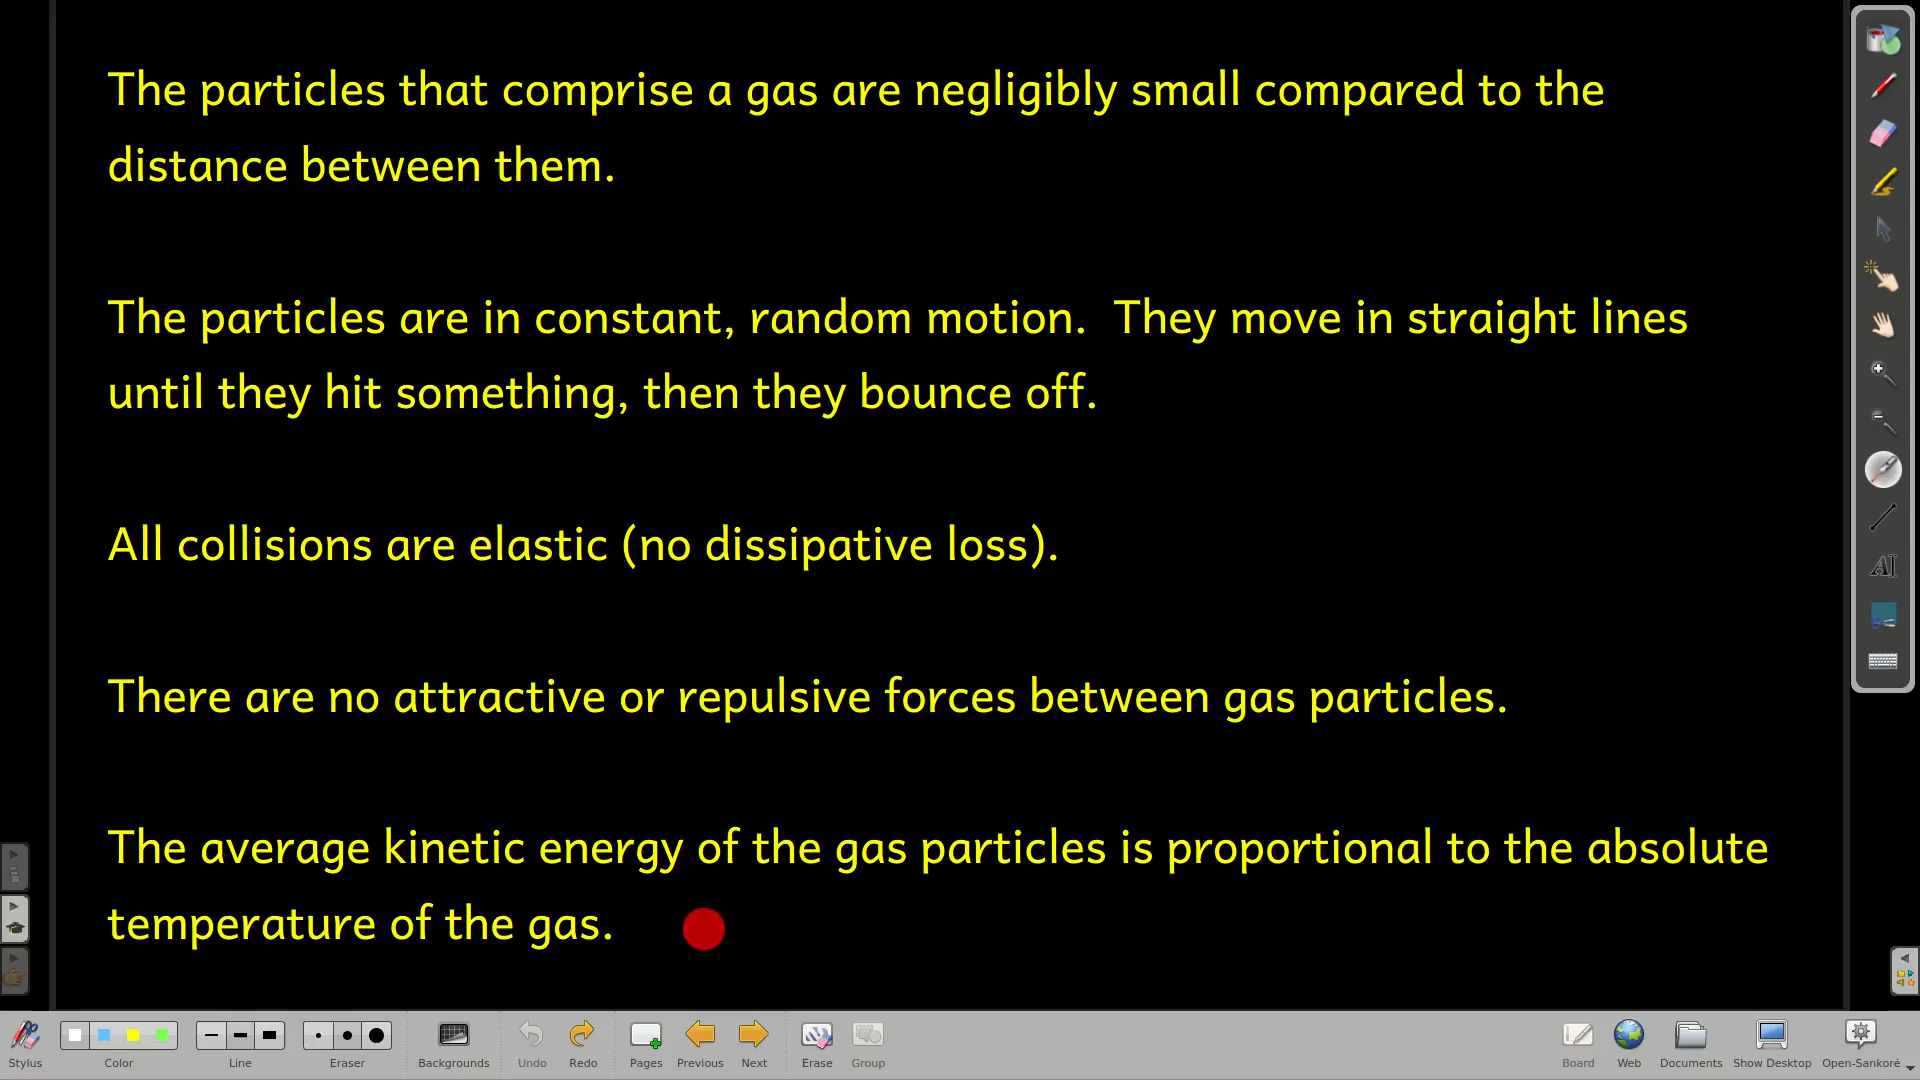 The particles that comprise a gas are negligibly small compared to the
distance between them.
The particles are in constant, random motion.  They move in straight lines
until they hit something, then they bounce off.
All collisions are elastic (no dissipative loss).
There are no attractive or repulsive forces between gas particles.
The average kinetic energy of the gas particles is proportional to the absolute
temperature of the gas.
AI
Stylus Color Line Eraser Backgrounds Undo Redo Pages Previous Next Erase Group Board Web Documents Show Desktop Open-Sankoré